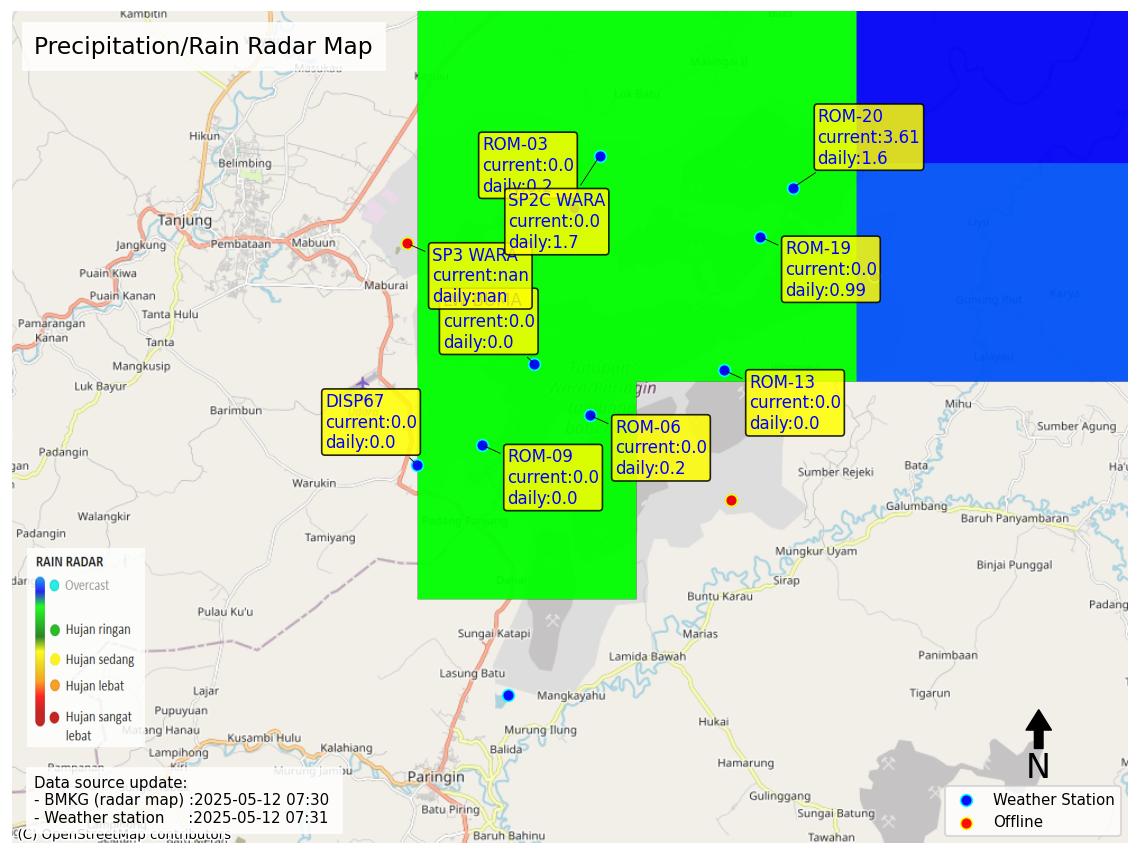 Precipitation/Rain Radar Map
Kambitin
Masukau
Kapuk
Maringgit
Lok Batu
Hikun
Belimbing
Tanjung
Jangkung
Pembataan
Mabuun
Puain Kiwa
Maburai
Puain Kanan
Tanta Hulu
Pamarangan
Kanan
Tanta
Mangkusip
Luk Bayur
Barimbun
Padangin
Warukin
Walangkir
Padangin
Tamiyang
ROM-03
current:0.0
daily:0.2
SP2C WARA
current:0.0
daily:1.7
SP3 WARA
current:nan
daily:nan
current:0.0
daily:0.0
ROM-20
current:3.61
daily:1.6
ROM-19
current:0.0
daily:0.99
ROM-13
current:0.0
daily:0.0
DISP67
current:0.0
daily:0.0
ROM-06
current:0.0
daily:0.2
ROM-09
current:0.0
daily:0.0
Liyu
Gunung Riut
Karya
Lalayau
Mihu
Sumber Agung
Sumber Rejeki
Bata
Galumbang
Baruh Panyambaran
Mungkur Uyam
Binjai Punggal
Sirap
Buntu Karau
Padang
Marias
Padang Panjang
Dahai
Sungai Katapi
Lamida Bawah
Panimbaan
Lasung Batu
Tigarun
Mangkayahu
Murung Ilung
Hukai
Balida
Hamarung
Paringin
Gulinggang
Batu Piring
Sungai Batung
Baruh Bahinu
Tawahan
Pulau Ku'u
Lajar
Pupuyuan
Matang Hanau
Kusambi Hulu
Lampihong
Kalahiang
Kiri
Murung Jambu
Pampanan
RAIN RADAR
Overcast
Hujan ringan
Hujan sedang
Hujan lebat
Hujan sangat
lebat
Data source update:
- BMKG (radar map) :2025-05-12 07:30
- Weather station :2025-05-12 07:31
(C) OpenStreetMap contributors
N
Weather Station
Offline